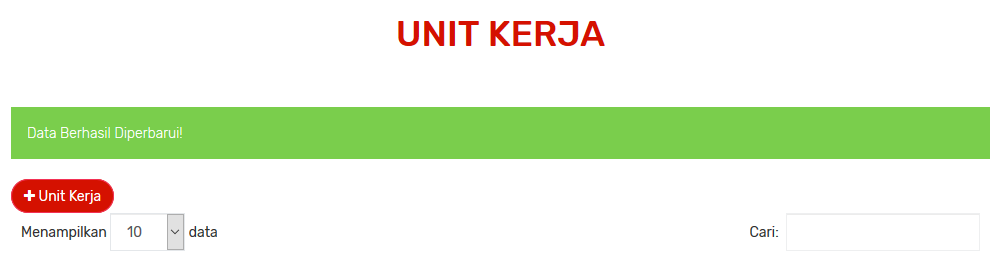 UNIT KERJA
Data Berhasil Diperbarui!
+ Unit Kerja
Menampilkan 10 data Cari: